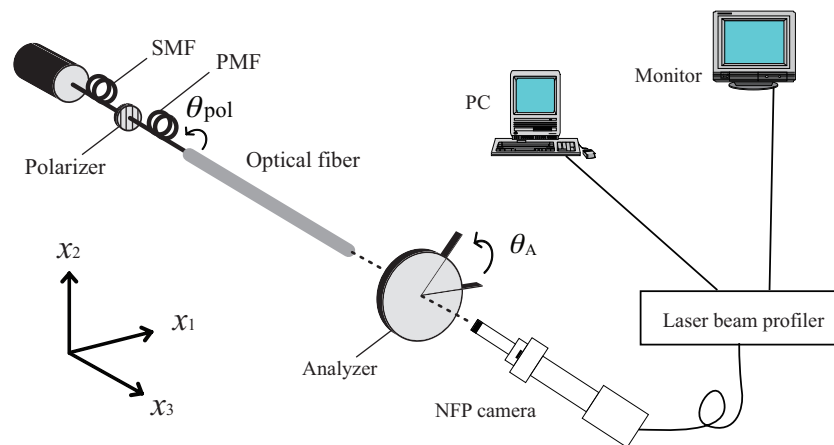 SMF
PMF
θpol
Polarizer
Optical fiber
PC
Monitor
x2
x1
x3
θA
Analyzer
NFP camera
Laser beam profiler